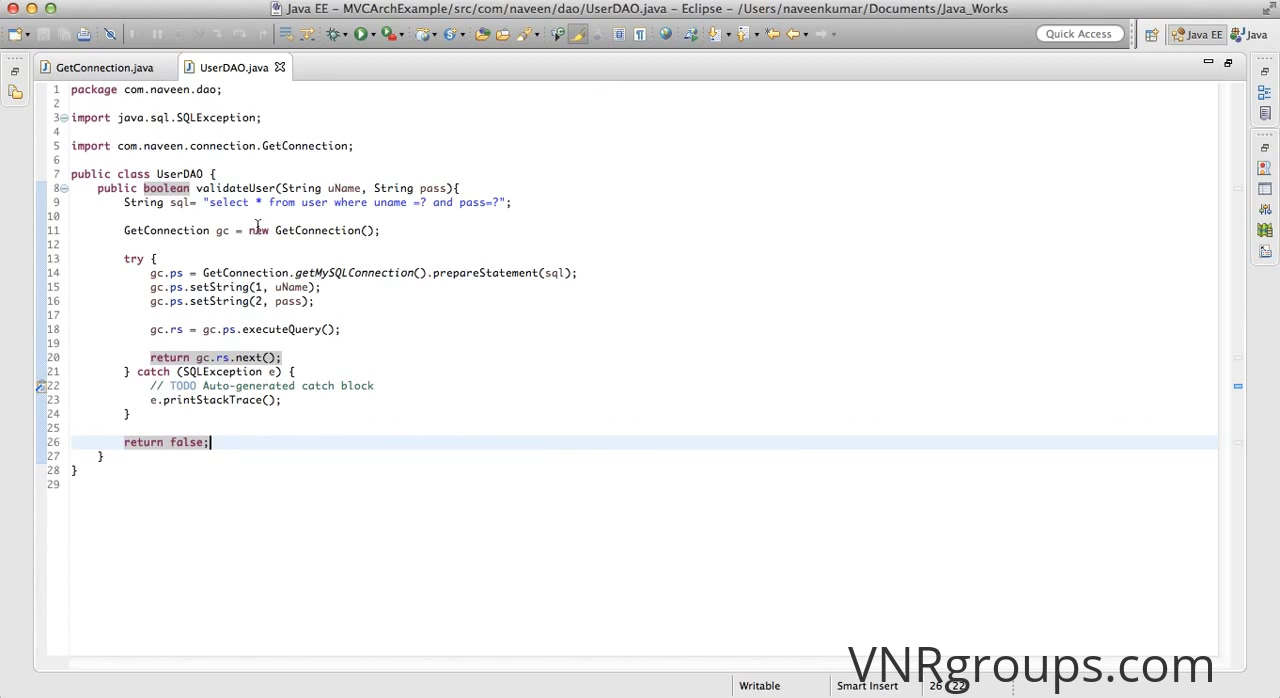 Java EE - MVCArchExample/src/com/naveen/dao/UserDAO.java - Eclipse - /Users/naveenkumar/Documents/Java_Works
Quick Access
Java EE
Java
GetConnection.java
UserDAO.java
1 package com.naveen.dao;
2
3 import java.sql.SQLException;
4
5 import com.naveen.connection.GetConnection;
6
7 public class UserDAO {
8 public boolean validateUser(String uName, String pass){
9 String sql= "select * from user where uname =? and pass=?";
10
11 GetConnection gc = new GetConnection();
12
13 try {
14 gc.ps = GetConnection.getMySQLConnection().prepareStatement(sql);
15 gc.ps.setString(1, uName);
16 gc.ps.setString(2, pass);
17
18 gc.rs = gc.ps.executeQuery();
19
20 return gc.rs.next();
21 } catch (SQLException e) {
22 // TODO Auto-generated catch block
23 e.printStackTrace();
24 }
25
26 return false;
27 }
28 }
29
VNRgroups.com
Writable
Smart Insert
26 : 22